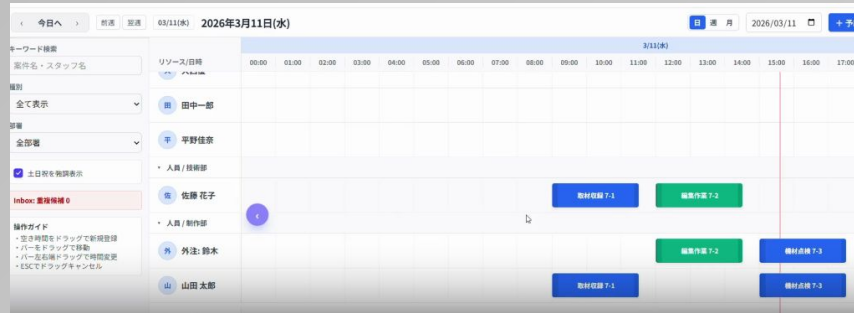 ‹ 今日へ › 前週 翌週 03/11(水) 2026年3月11日(水) 日 週 月 2026/03/11
キーワード検索
案件名・スタッフ名
種別
全て表示
部署
全部署
土日祝を強調表示
Inbox: 重複候補 0
操作ガイド
・空き時間をドラッグで新規登録
・バーをドラッグで移動
・バー左右端ドラッグで時間変更
・ESCでドラッグキャンセル
3/11(水)
リソース/日時 00:00 01:00 02:00 03:00 04:00 05:00 06:00 07:00 08:00 09:00 10:00 11:00 12:00 13:00 14:00 15:00 16:00 17:00
田 田中一郎
平 平野佳奈
・ 人員 / 技術部
佐 佐藤 花子 取材収録 7-1 編集作業 7-2
・ 人員 / 制作部
外 外注: 鈴木 編集作業 7-2 機材点検 7-3
山 山田 太郎 取材収録 7-1 機材点検 7-3